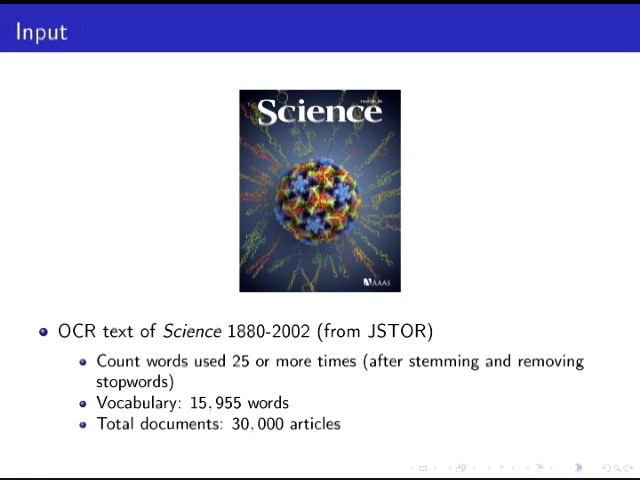 Input
Science
AAAS
OCR text of Science 1880-2002 (from JSTOR)
Count words used 25 or more times (after stemming and removing
stopwords)
Vocabulary: 15,955 words
Total documents: 30,000 articles